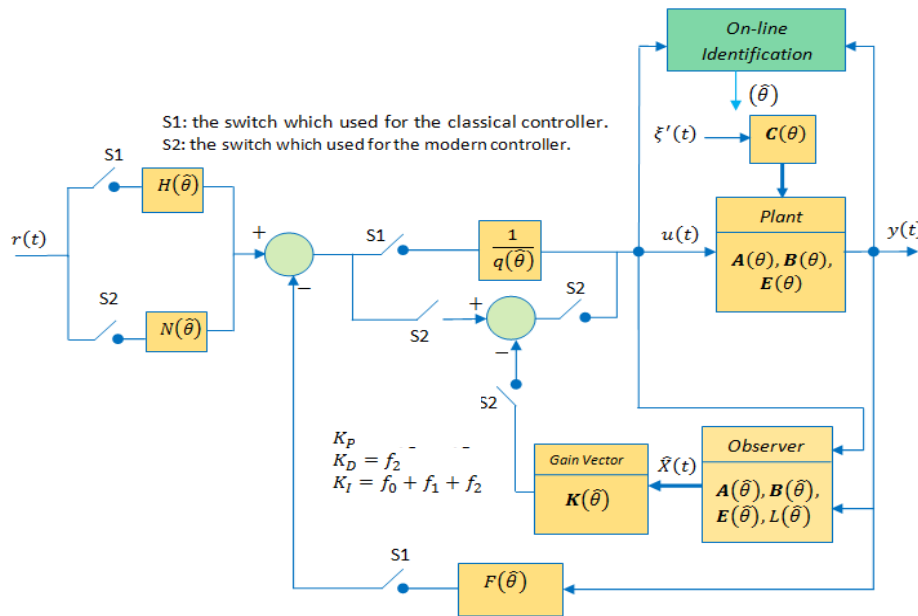 On-line
Identification
(θ̂)
S1: the switch which used for the classical controller.
S2: the switch which used for the modern controller.
ξ′(t)
C(θ)
S1
H(θ̂)
Plant
r(t)
+
S1
1
q(θ̂)
u(t)
y(t)
A(θ), B(θ),
E(θ)
−
S2
N(θ̂)
S2
+
S2
−
S2
K_P
K_D = f_2
K_I = f_0 + f_1 + f_2
Gain Vector
K(θ̂)
X̂(t)
Observer
A(θ̂), B(θ̂),
E(θ̂), L(θ̂)
S1
F(θ̂)